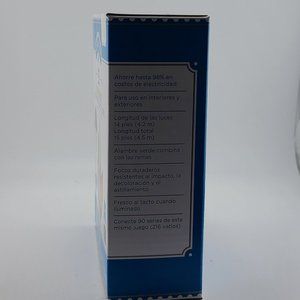 Ahorre hasta 98% en
costos de electricidad
Para uso en interiores y
exteriores
Longitud de las luces
14 pies (4.2 m)
Longitud total
15 pies (4.5 m)
Alambre verde combina
con las ramas
Focos duraderos
resistentes al impacto, la
decoloración y el
astillamiento
Fresco al tacto cuando
iluminado
Conecte 90 series de este
mismo juego (216 vatios)